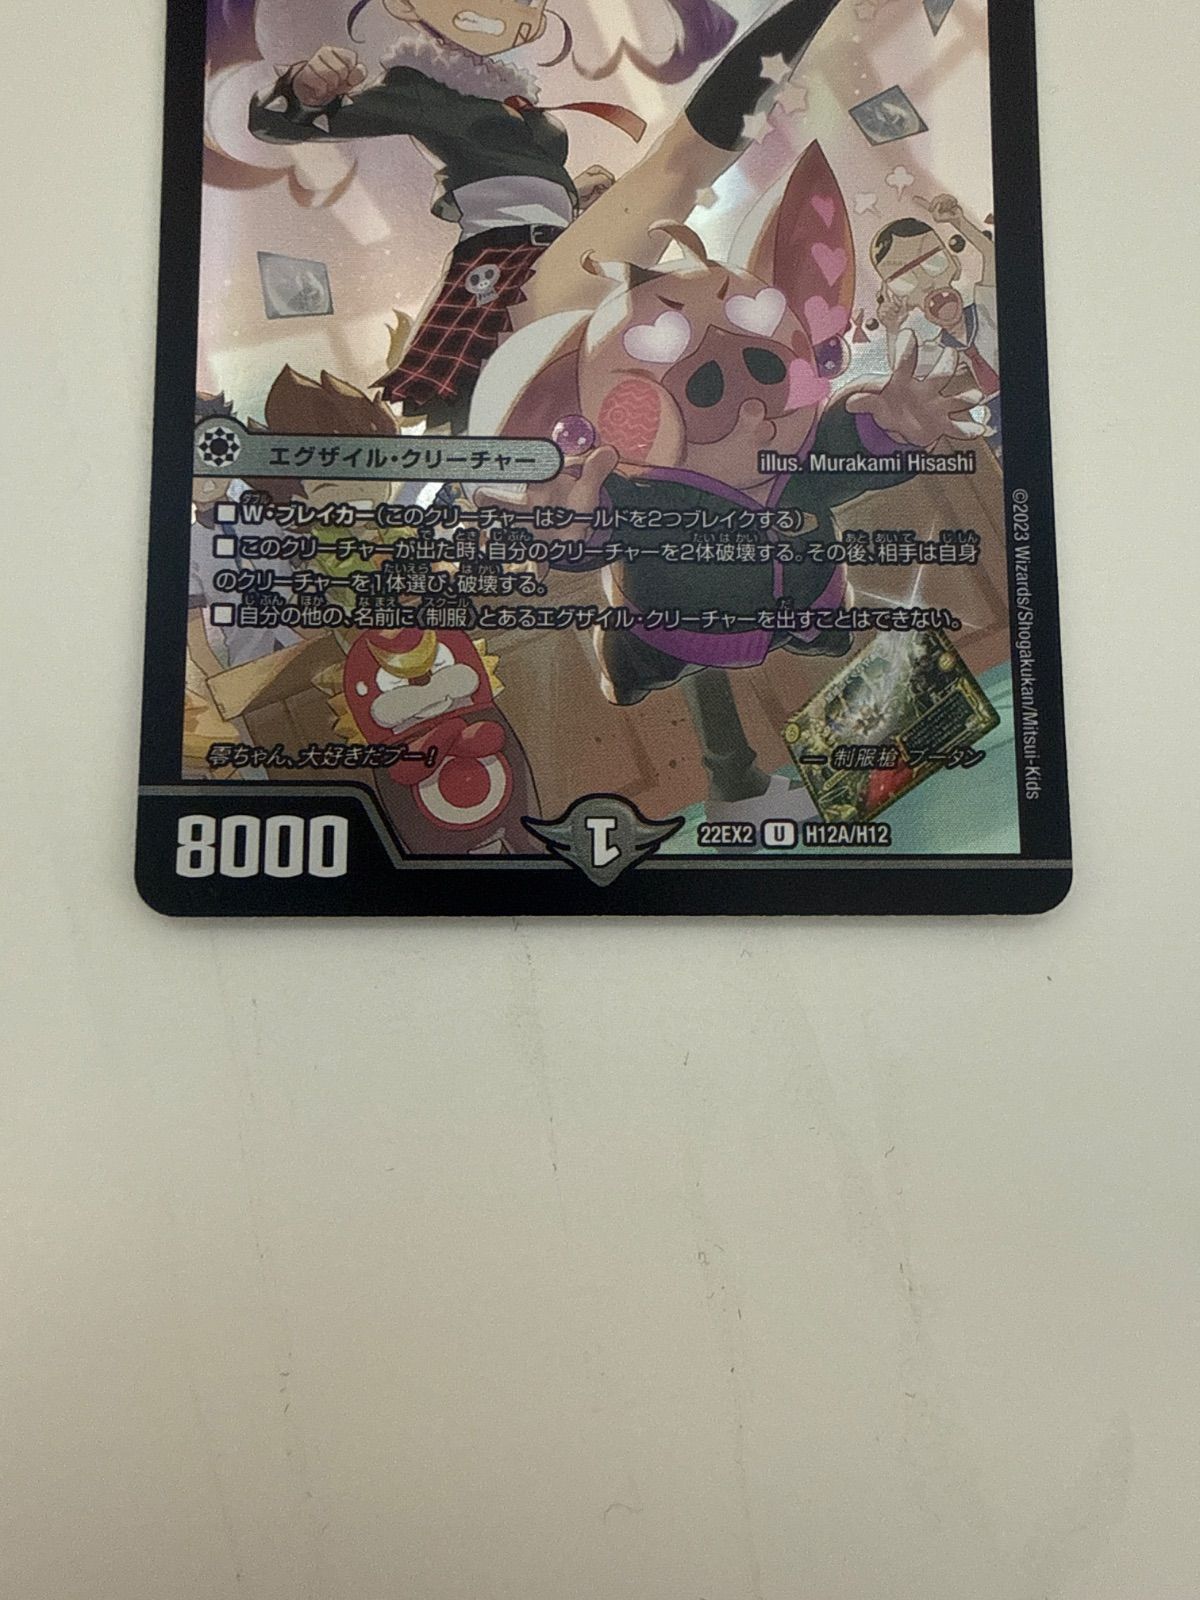 エグザイル・クリーチャー
illus. Murakami Hisashi
■W・ブレイカー(このクリーチャーはシールドを2つブレイクする)
■このクリーチャーが出た時、自分のクリーチャーを2体破壊する。その後、相手は自身
のクリーチャーを1体選び、破壊する。
■自分の他の、名前に《制服》とあるエグザイル・クリーチャーを出すことはできない。
零ちゃん、大好きだブー!
— 制服槍 ブータン
8000
1
22EX2 U H12A/H12
©2023 Wizards/Shogakukan/Mitsui-Kids